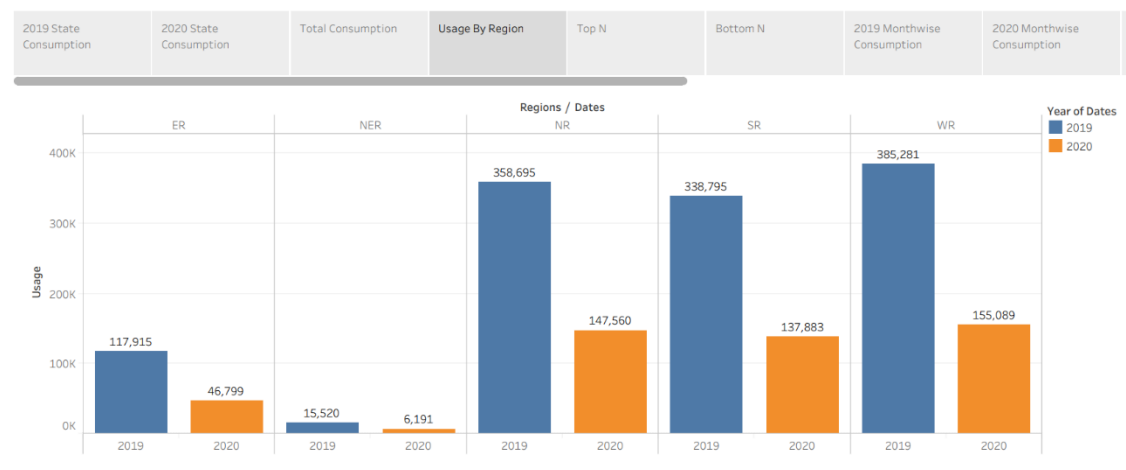 2019 State
Consumption
2020 State
Consumption
Total Consumption
Usage By Region
Top N
Bottom N
2019 Monthwise
Consumption
2020 Monthwise
Consumption
Regions / Dates
ER
NER
NR
SR
WR
Year of Dates
2019
2020
400K
300K
200K
100K
0K
Usage
117,915
46,799
15,520
6,191
358,695
147,560
338,795
137,883
385,281
155,089
2019
2020
2019
2020
2019
2020
2019
2020
2019
2020